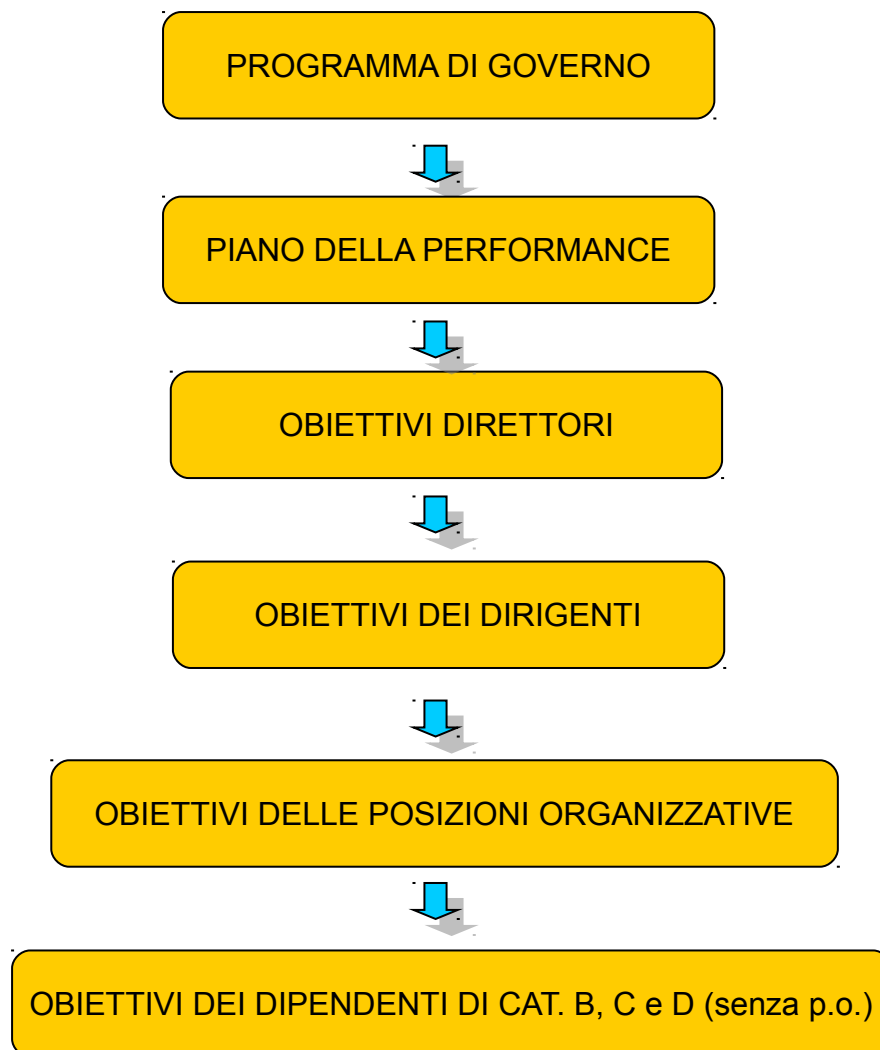 PROGRAMMA DI GOVERNO
PIANO DELLA PERFORMANCE
OBIETTIVI DIRETTORI
OBIETTIVI DEI DIRIGENTI
OBIETTIVI DELLE POSIZIONI ORGANIZZATIVE
OBIETTIVI DEI DIPENDENTI DI CAT. B, C e D (senza p.o.)